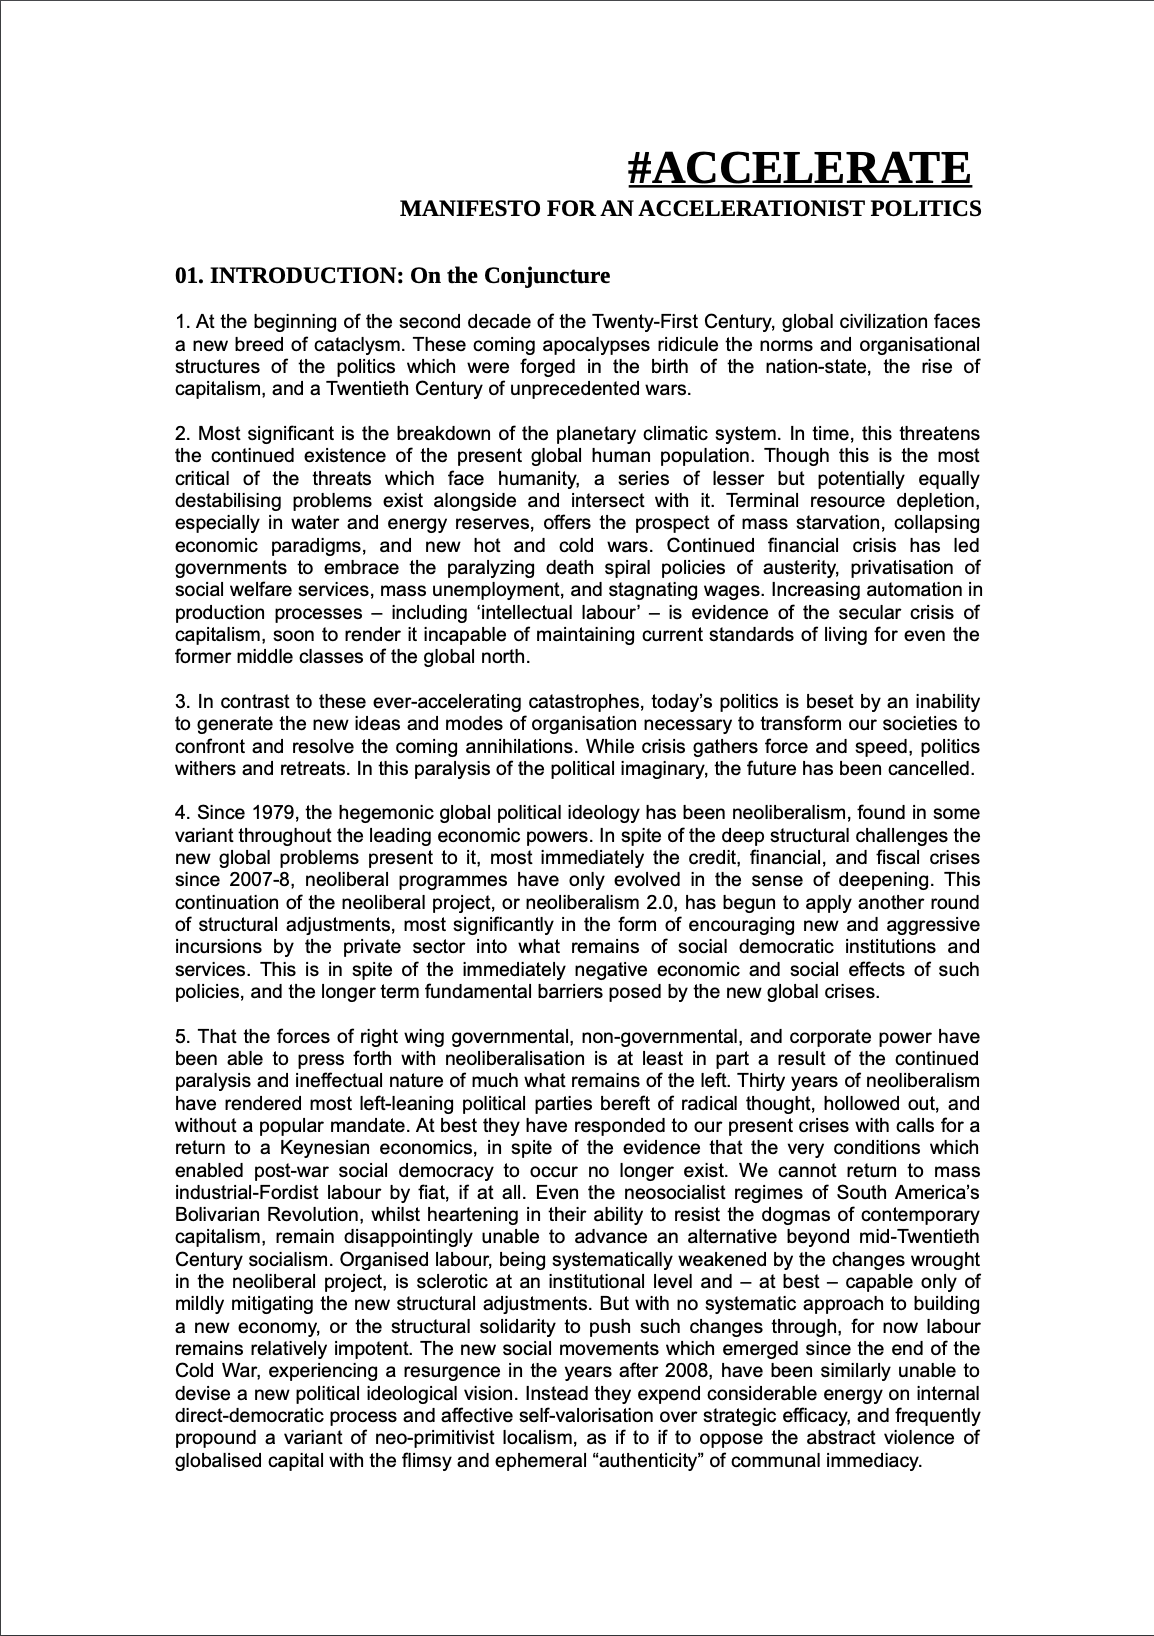 #ACCELERATE
MANIFESTO FOR AN ACCELERATIONIST POLITICS
01. INTRODUCTION: On the Conjuncture
1. At the beginning of the second decade of the Twenty-First Century, global civilization faces
a new breed of cataclysm. These coming apocalypses ridicule the norms and organisational
structures of the politics which were forged in the birth of the nation-state, the rise of
capitalism, and a Twentieth Century of unprecedented wars.
2. Most significant is the breakdown of the planetary climatic system. In time, this threatens
the continued existence of the present global human population. Though this is the most
critical of the threats which face humanity, a series of lesser but potentially equally
destabilising problems exist alongside and intersect with it. Terminal resource depletion,
especially in water and energy reserves, offers the prospect of mass starvation, collapsing
economic paradigms, and new hot and cold wars. Continued financial crisis has led
governments to embrace the paralyzing death spiral policies of austerity, privatisation of
social welfare services, mass unemployment, and stagnating wages. Increasing automation in
production processes – including ‘intellectual labour’ – is evidence of the secular crisis of
capitalism, soon to render it incapable of maintaining current standards of living for even the
former middle classes of the global north.
3. In contrast to these ever-accelerating catastrophes, today’s politics is beset by an inability
to generate the new ideas and modes of organisation necessary to transform our societies to
confront and resolve the coming annihilations. While crisis gathers force and speed, politics
withers and retreats. In this paralysis of the political imaginary, the future has been cancelled.
4. Since 1979, the hegemonic global political ideology has been neoliberalism, found in some
variant throughout the leading economic powers. In spite of the deep structural challenges the
new global problems present to it, most immediately the credit, financial, and fiscal crises
since 2007-8, neoliberal programmes have only evolved in the sense of deepening. This
continuation of the neoliberal project, or neoliberalism 2.0, has begun to apply another round
of structural adjustments, most significantly in the form of encouraging new and aggressive
incursions by the private sector into what remains of social democratic institutions and
services. This is in spite of the immediately negative economic and social effects of such
policies, and the longer term fundamental barriers posed by the new global crises.
5. That the forces of right wing governmental, non-governmental, and corporate power have
been able to press forth with neoliberalisation is at least in part a result of the continued
paralysis and ineffectual nature of much what remains of the left. Thirty years of neoliberalism
have rendered most left-leaning political parties bereft of radical thought, hollowed out, and
without a popular mandate. At best they have responded to our present crises with calls for a
return to a Keynesian economics, in spite of the evidence that the very conditions which
enabled post-war social democracy to occur no longer exist. We cannot return to mass
industrial-Fordist labour by fiat, if at all. Even the neosocialist regimes of South America’s
Bolivarian Revolution, whilst heartening in their ability to resist the dogmas of contemporary
capitalism, remain disappointingly unable to advance an alternative beyond mid-Twentieth
Century socialism. Organised labour, being systematically weakened by the changes wrought
in the neoliberal project, is sclerotic at an institutional level and – at best – capable only of
mildly mitigating the new structural adjustments. But with no systematic approach to building
a new economy, or the structural solidarity to push such changes through, for now labour
remains relatively impotent. The new social movements which emerged since the end of the
Cold War, experiencing a resurgence in the years after 2008, have been similarly unable to
devise a new political ideological vision. Instead they expend considerable energy on internal
direct-democratic process and affective self-valorisation over strategic efficacy, and frequently
propound a variant of neo-primitivist localism, as if to if to oppose the abstract violence of
globalised capital with the flimsy and ephemeral “authenticity” of communal immediacy.